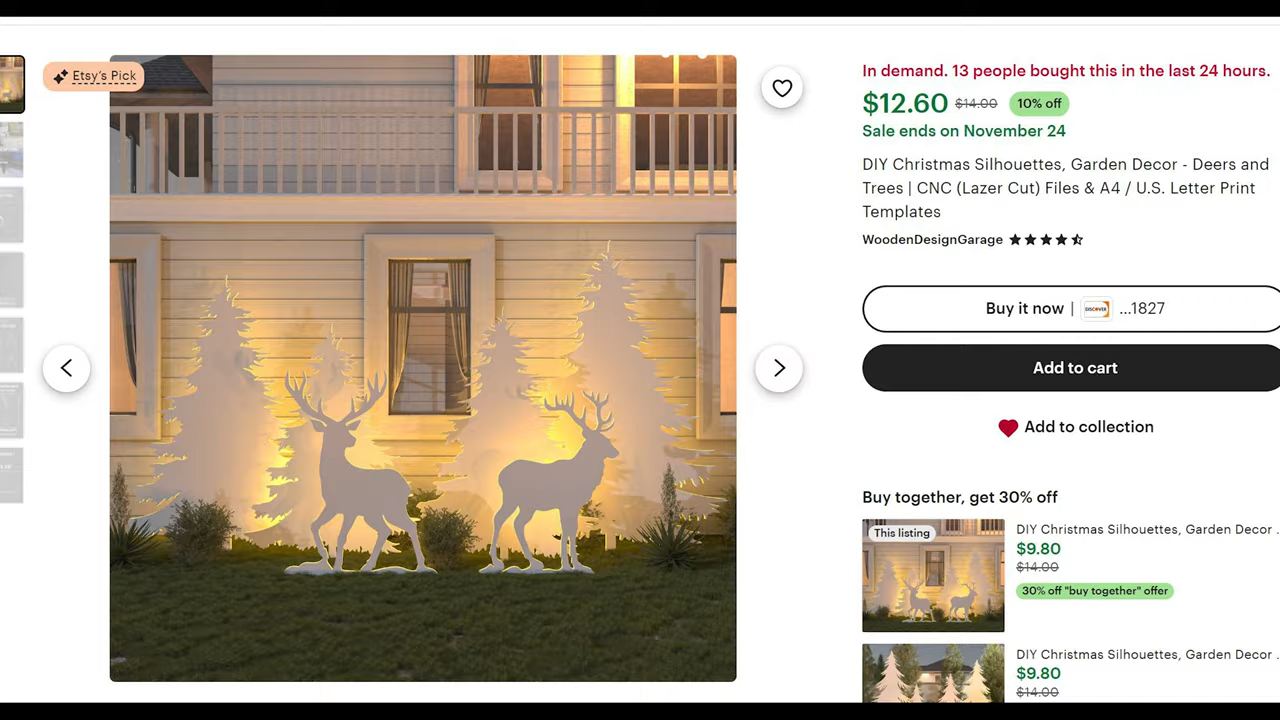 Etsy's Pick
In demand. 13 people bought this in the last 24 hours.
$12.60 $14.00 10% off
Sale ends on November 24
DIY Christmas Silhouettes, Garden Decor - Deers and
Trees | CNC (Lazer Cut) Files & A4 / U.S. Letter Print
Templates
WoodenDesignGarage
Buy it now | DISCOVER ...1827
Add to cart
Add to collection
Buy together, get 30% off
This listing
DIY Christmas Silhouettes, Garden Decor .
$9.80
$14.00
30% off "buy together" offer
DIY Christmas Silhouettes, Garden Decor .
$9.80
$14.00